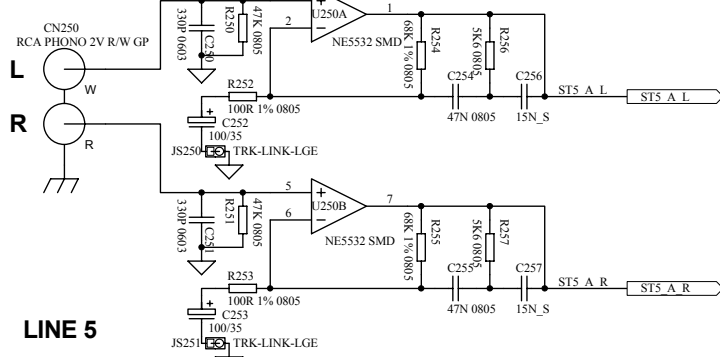 CN250
RCA PHONO 2V R/W GP
L
W
R
R
330P 0603
C250
R250
47K 0805
2
U250A
1
NE5532 SMD
68K 1% 0805
R254
5K6 0805
R256
R252
100R 1% 0805
C254
47N 0805
C256
15N_S
ST5_A_L
ST5_A_L
C252
100/35
JS250
TRK-LINK-LGE
330P 0603
C251
R251
47K 0805
5
6
U250B
7
NE5532 SMD
68K 1% 0805
R255
5K6 0805
R257
R253
100R 1% 0805
C255
47N 0805
C257
15N_S
ST5_A_R
ST5_A_R
C253
100/35
JS251
TRK-LINK-LGE
LINE 5